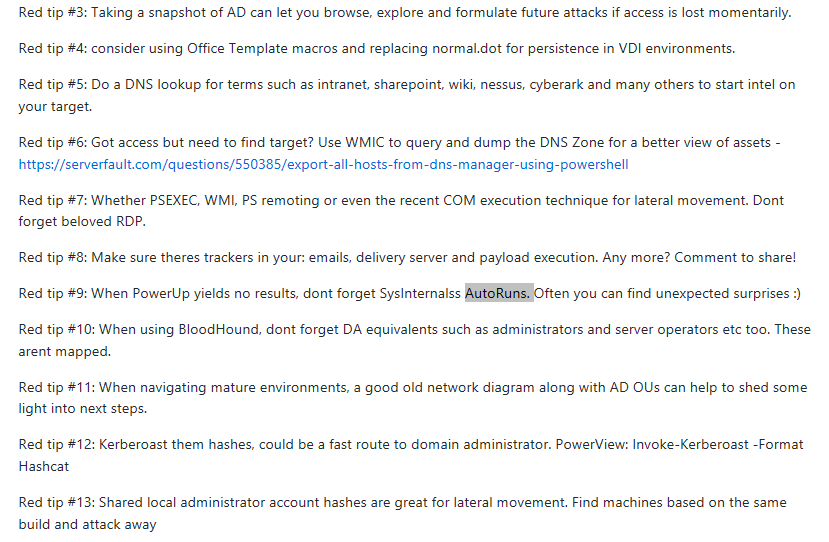 Red tip #3: Taking a snapshot of AD can let you browse, explore and formulate future attacks if access is lost momentarily.
Red tip #4: consider using Office Template macros and replacing normal.dot for persistence in VDI environments.
Red tip #5: Do a DNS lookup for terms such as intranet, sharepoint, wiki, nessus, cyberark and many others to start intel on
your target.
Red tip #6: Got access but need to find target? Use WMIC to query and dump the DNS Zone for a better view of assets -
https://serverfault.com/questions/550385/export-all-hosts-from-dns-manager-using-powershell
Red tip #7: Whether PSEXEC, WMI, PS remoting or even the recent COM execution technique for lateral movement. Dont
forget beloved RDP.
Red tip #8: Make sure theres trackers in your: emails, delivery server and payload execution. Any more? Comment to share!
Red tip #9: When PowerUp yields no results, dont forget SysInternalss AutoRuns. Often you can find unexpected surprises :)
Red tip #10: When using BloodHound, dont forget DA equivalents such as administrators and server operators etc too. These
arent mapped.
Red tip #11: When navigating mature environments, a good old network diagram along with AD OUs can help to shed some
light into next steps.
Red tip #12: Kerberoast them hashes, could be a fast route to domain administrator. PowerView: Invoke-Kerberoast -Format
Hashcat
Red tip #13: Shared local administrator account hashes are great for lateral movement. Find machines based on the same
build and attack away